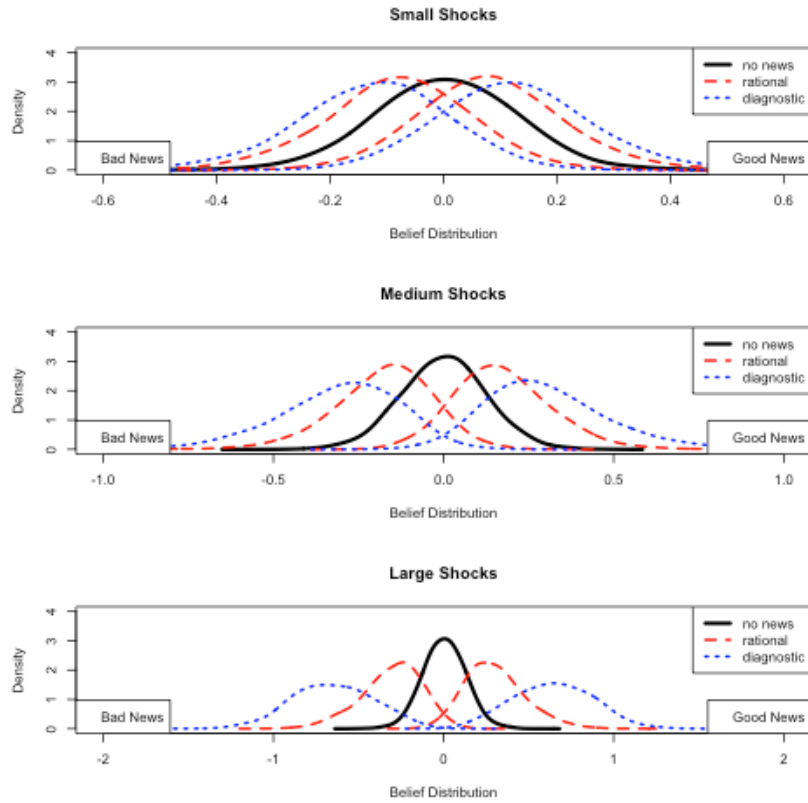 Small Shocks
Density
4
3
2
1
0
no news
rational
diagnostic
Bad News
Good News
-0.6 -0.4 -0.2 0.0 0.2 0.4 0.6
Belief Distribution
Medium Shocks
Density
4
3
2
1
0
no news
rational
diagnostic
Bad News
Good News
-1.0 -0.5 0.0 0.5 1.0
Belief Distribution
Large Shocks
Density
4
3
2
1
0
no news
rational
diagnostic
Bad News
Good News
-2 -1 0 1 2
Belief Distribution